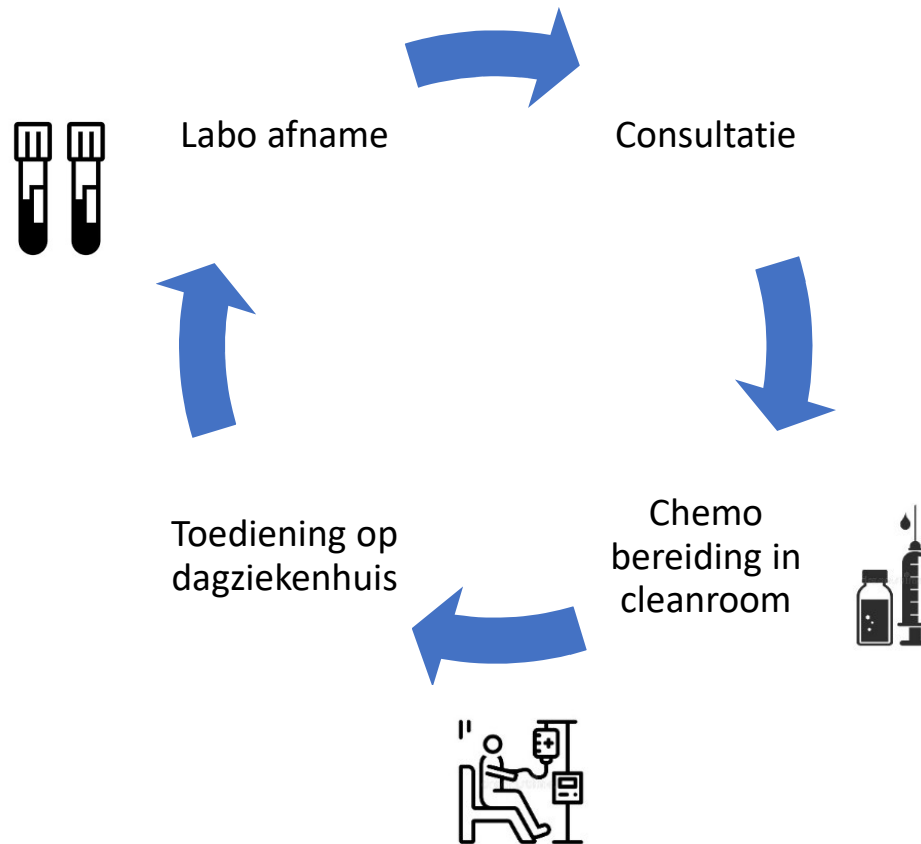 Labo afname
Consultatie
Chemo
bereiding in
cleanroom
Toediening op
dagziekenhuis